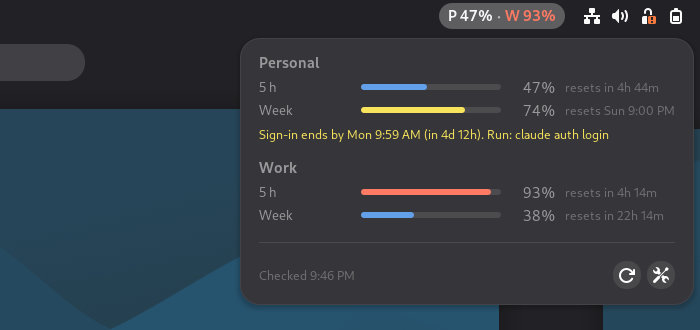 P 47% · W 93%
Personal
5 h 47% resets in 4h 44m
Week 74% resets Sun 9:00 PM
Sign-in ends by Mon 9:59 AM (in 4d 12h). Run: claude auth login
Work
5 h 93% resets in 4h 14m
Week 38% resets in 22h 14m
Checked 9:46 PM